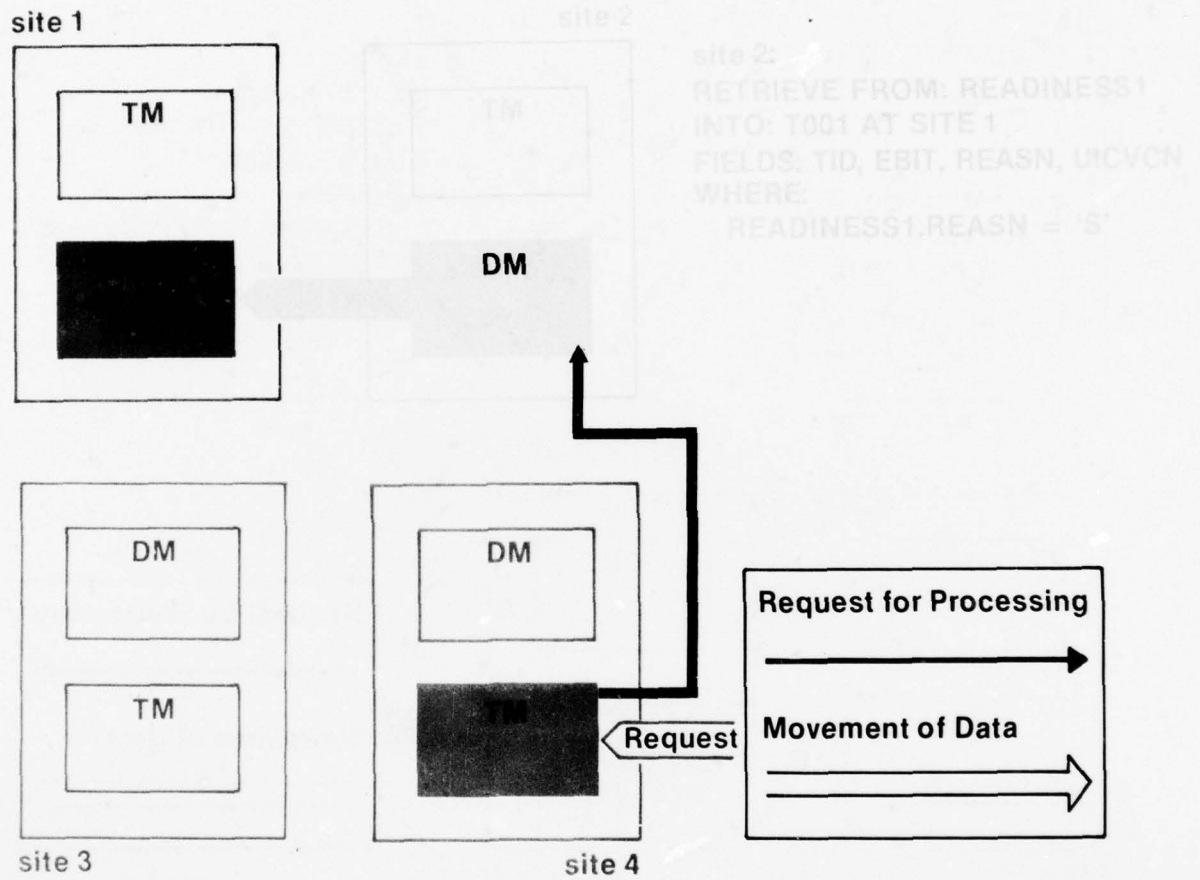 site 1
site 2
TM
TM
DM
site 2:
RETRIEVE FROM: READINESS1
INTO: T001 AT SITE 1
FIELDS: TID, EBIT, REASN, UICVCN
WHERE:
READINESS1.REASN = 'S'
DM
TM
site 3
DM
TM
Request
site 4
Request for Processing
Movement of Data